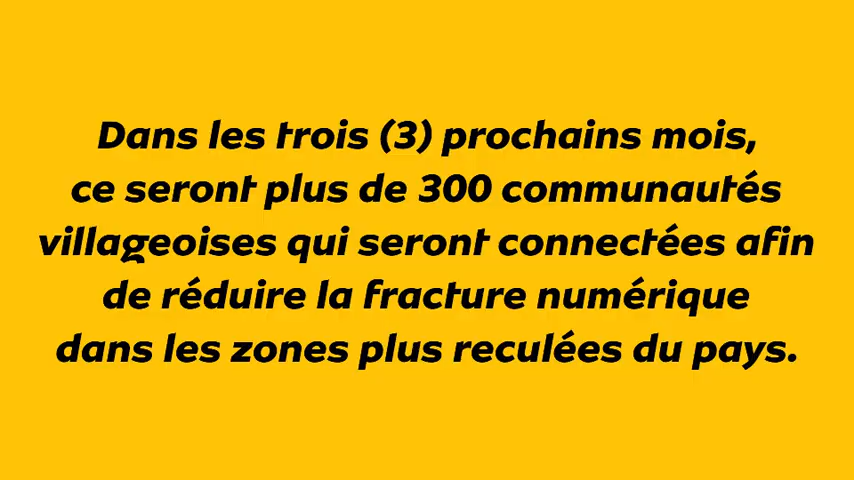 Dans les trois (3) prochains mois,
ce seront plus de 300 communautés
villageoises qui seront connectées afin
de réduire la fracture numérique
dans les zones plus reculées du pays.